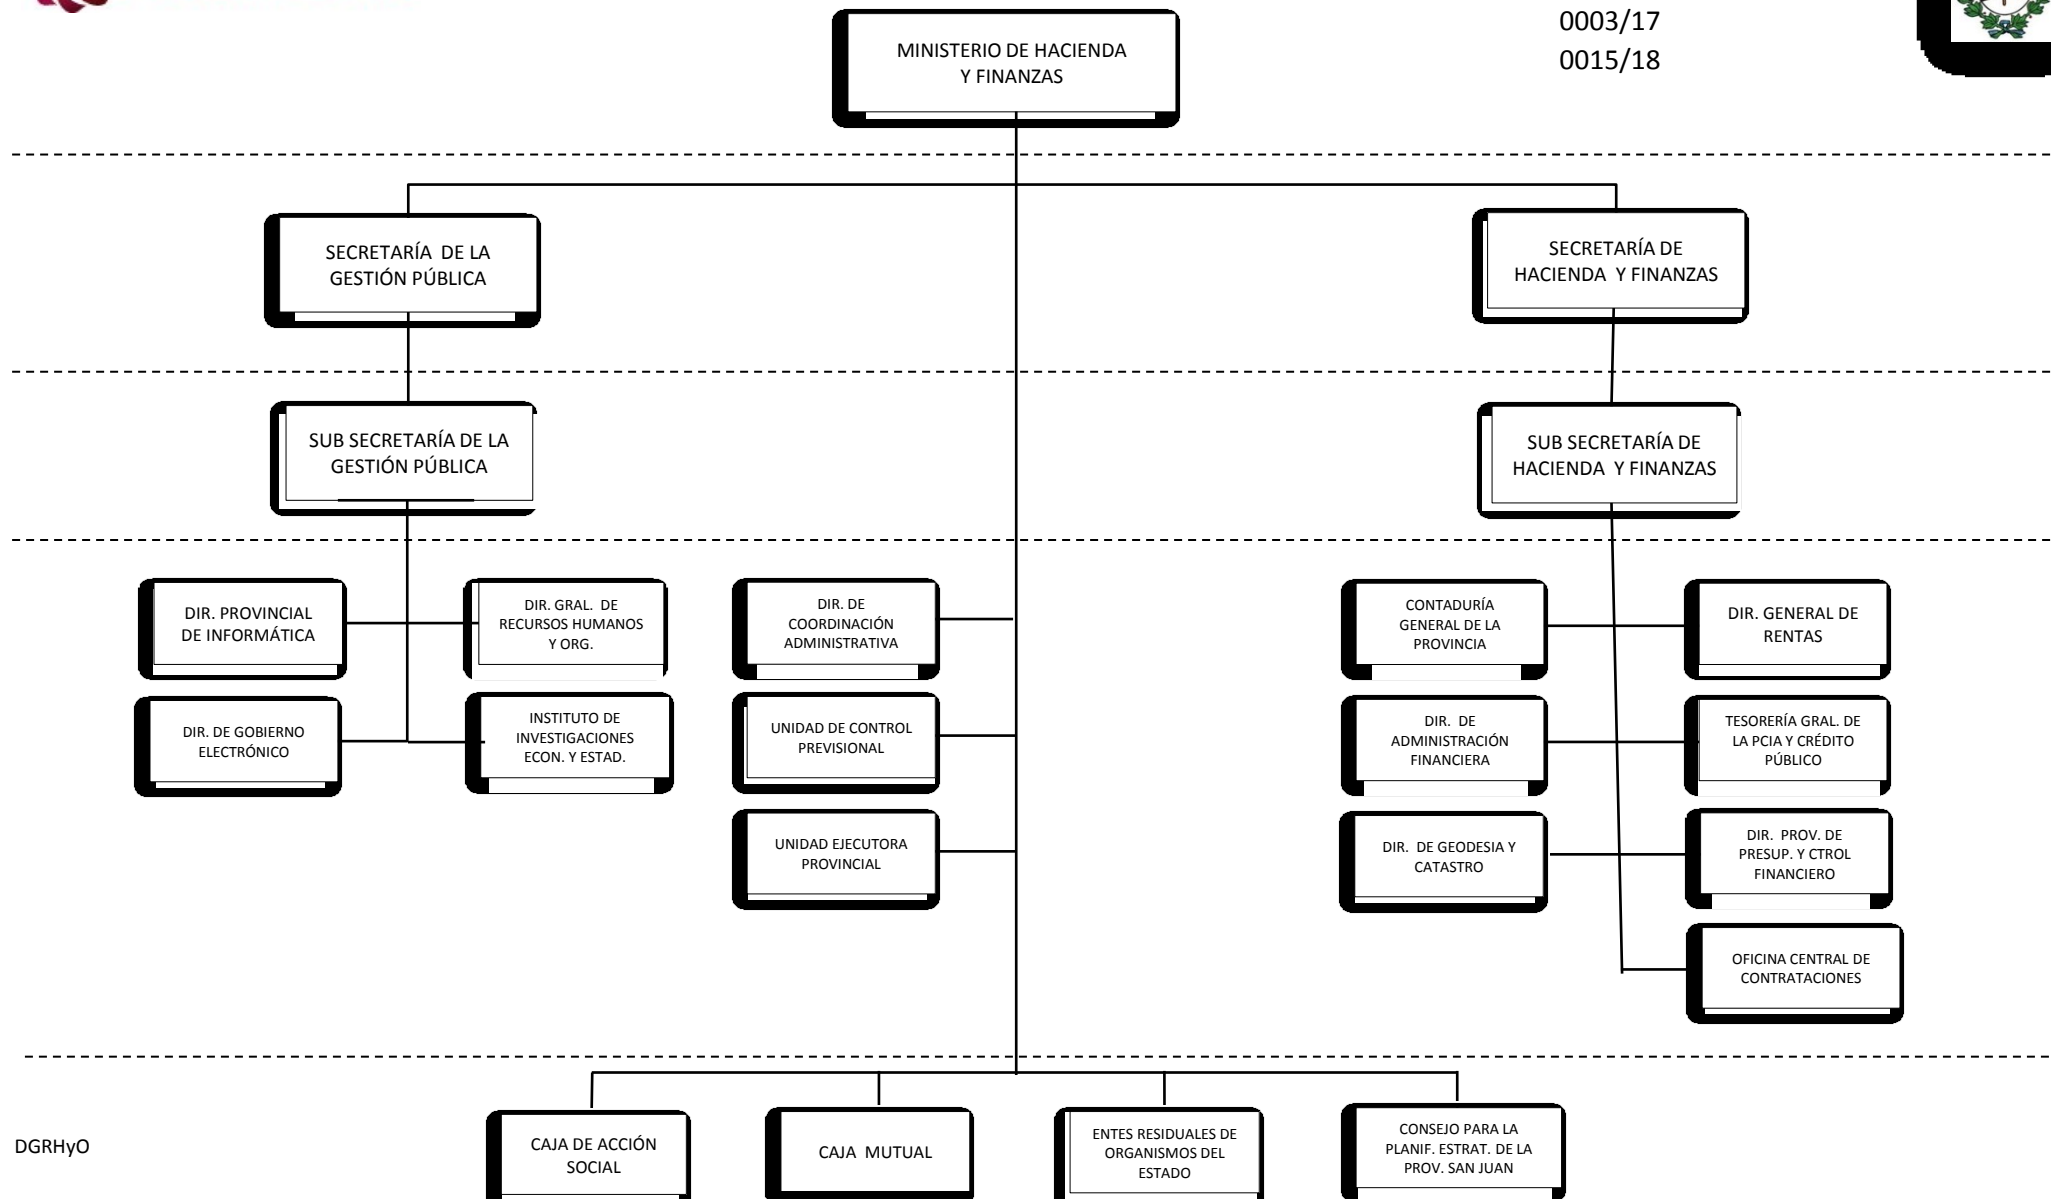 0003/17
0015/18
MINISTERIO DE HACIENDA
Y FINANZAS
SECRETARÍA DE LA
GESTIÓN PÚBLICA
SECRETARÍA DE
HACIENDA Y FINANZAS
SUB SECRETARÍA DE LA
GESTIÓN PÚBLICA
SUB SECRETARÍA DE
HACIENDA Y FINANZAS
DIR. PROVINCIAL
DE INFORMÁTICA
DIR. GRAL. DE
RECURSOS HUMANOS
Y ORG.
DIR. DE
COORDINACIÓN
ADMINISTRATIVA
CONTADURÍA
GENERAL DE LA
PROVINCIA
DIR. GENERAL DE
RENTAS
DIR. DE GOBIERNO
ELECTRÓNICO
INSTITUTO DE
INVESTIGACIONES
ECON. Y ESTAD.
UNIDAD DE CONTROL
PREVISIONAL
DIR. DE
ADMINISTRACIÓN
FINANCIERA
TESORERÍA GRAL. DE
LA PCIA Y CRÉDITO
PÚBLICO
UNIDAD EJECUTORA
PROVINCIAL
DIR. DE GEODESIA Y
CATASTRO
DIR. PROV. DE
PRESUP. Y CTROL
FINANCIERO
OFICINA CENTRAL DE
CONTRATACIONES
DGRHyO
CAJA DE ACCIÓN
SOCIAL
CAJA MUTUAL
ENTES RESIDUALES DE
ORGANISMOS DEL
ESTADO
CONSEJO PARA LA
PLANIF. ESTRAT. DE LA
PROV. SAN JUAN